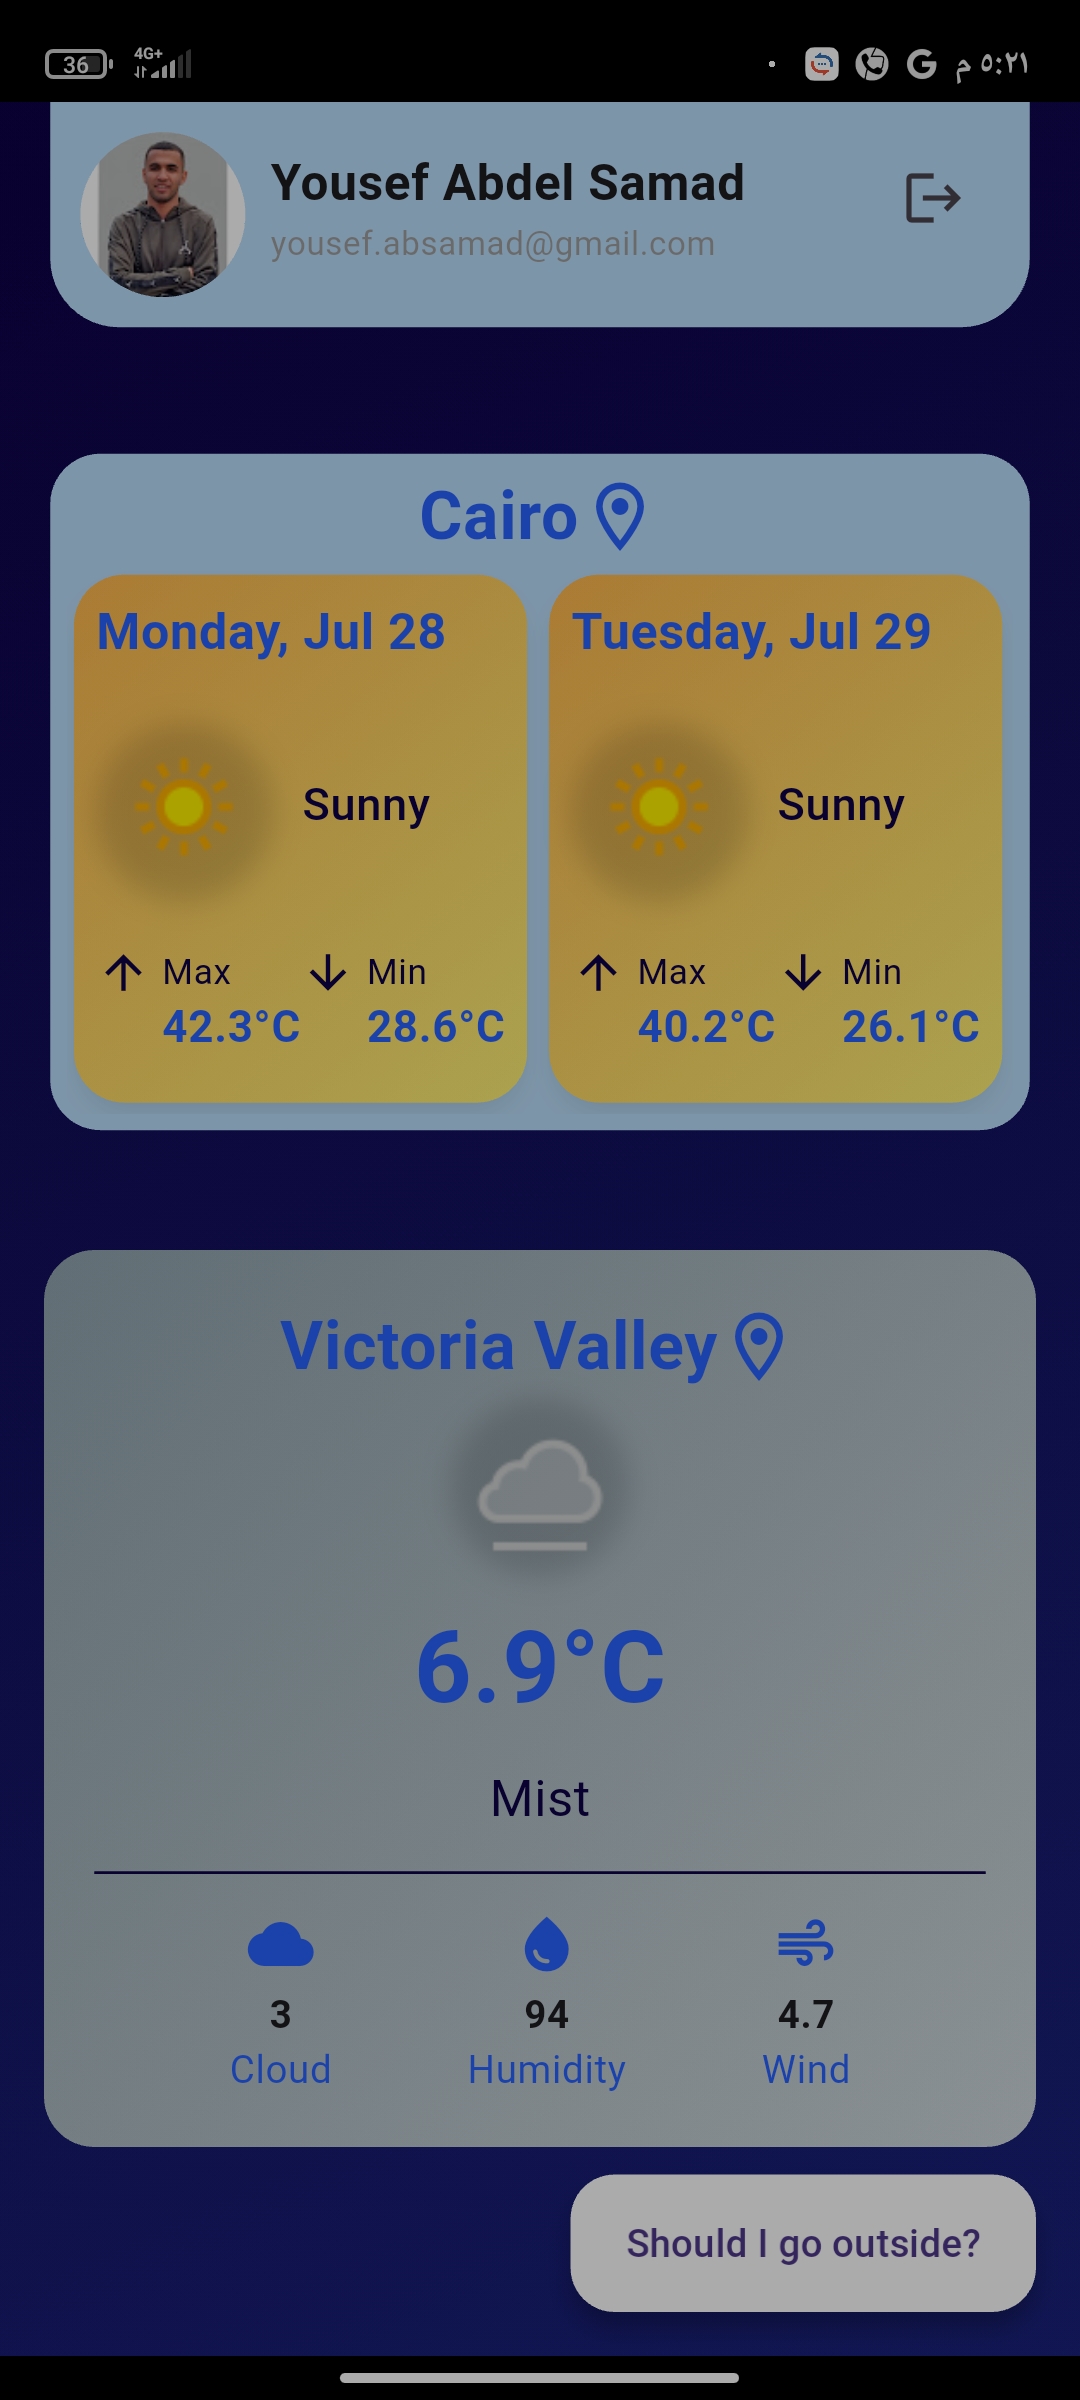 36 4G+ ٥:٢١ م
Yousef Abdel Samad
yousef.absamad@gmail.com
Cairo
Monday, Jul 28
Sunny
Max Min
42.3°C 28.6°C
Tuesday, Jul 29
Sunny
Max Min
40.2°C 26.1°C
Victoria Valley
6.9°C
Mist
3 94 4.7
Cloud Humidity Wind
Should I go outside?